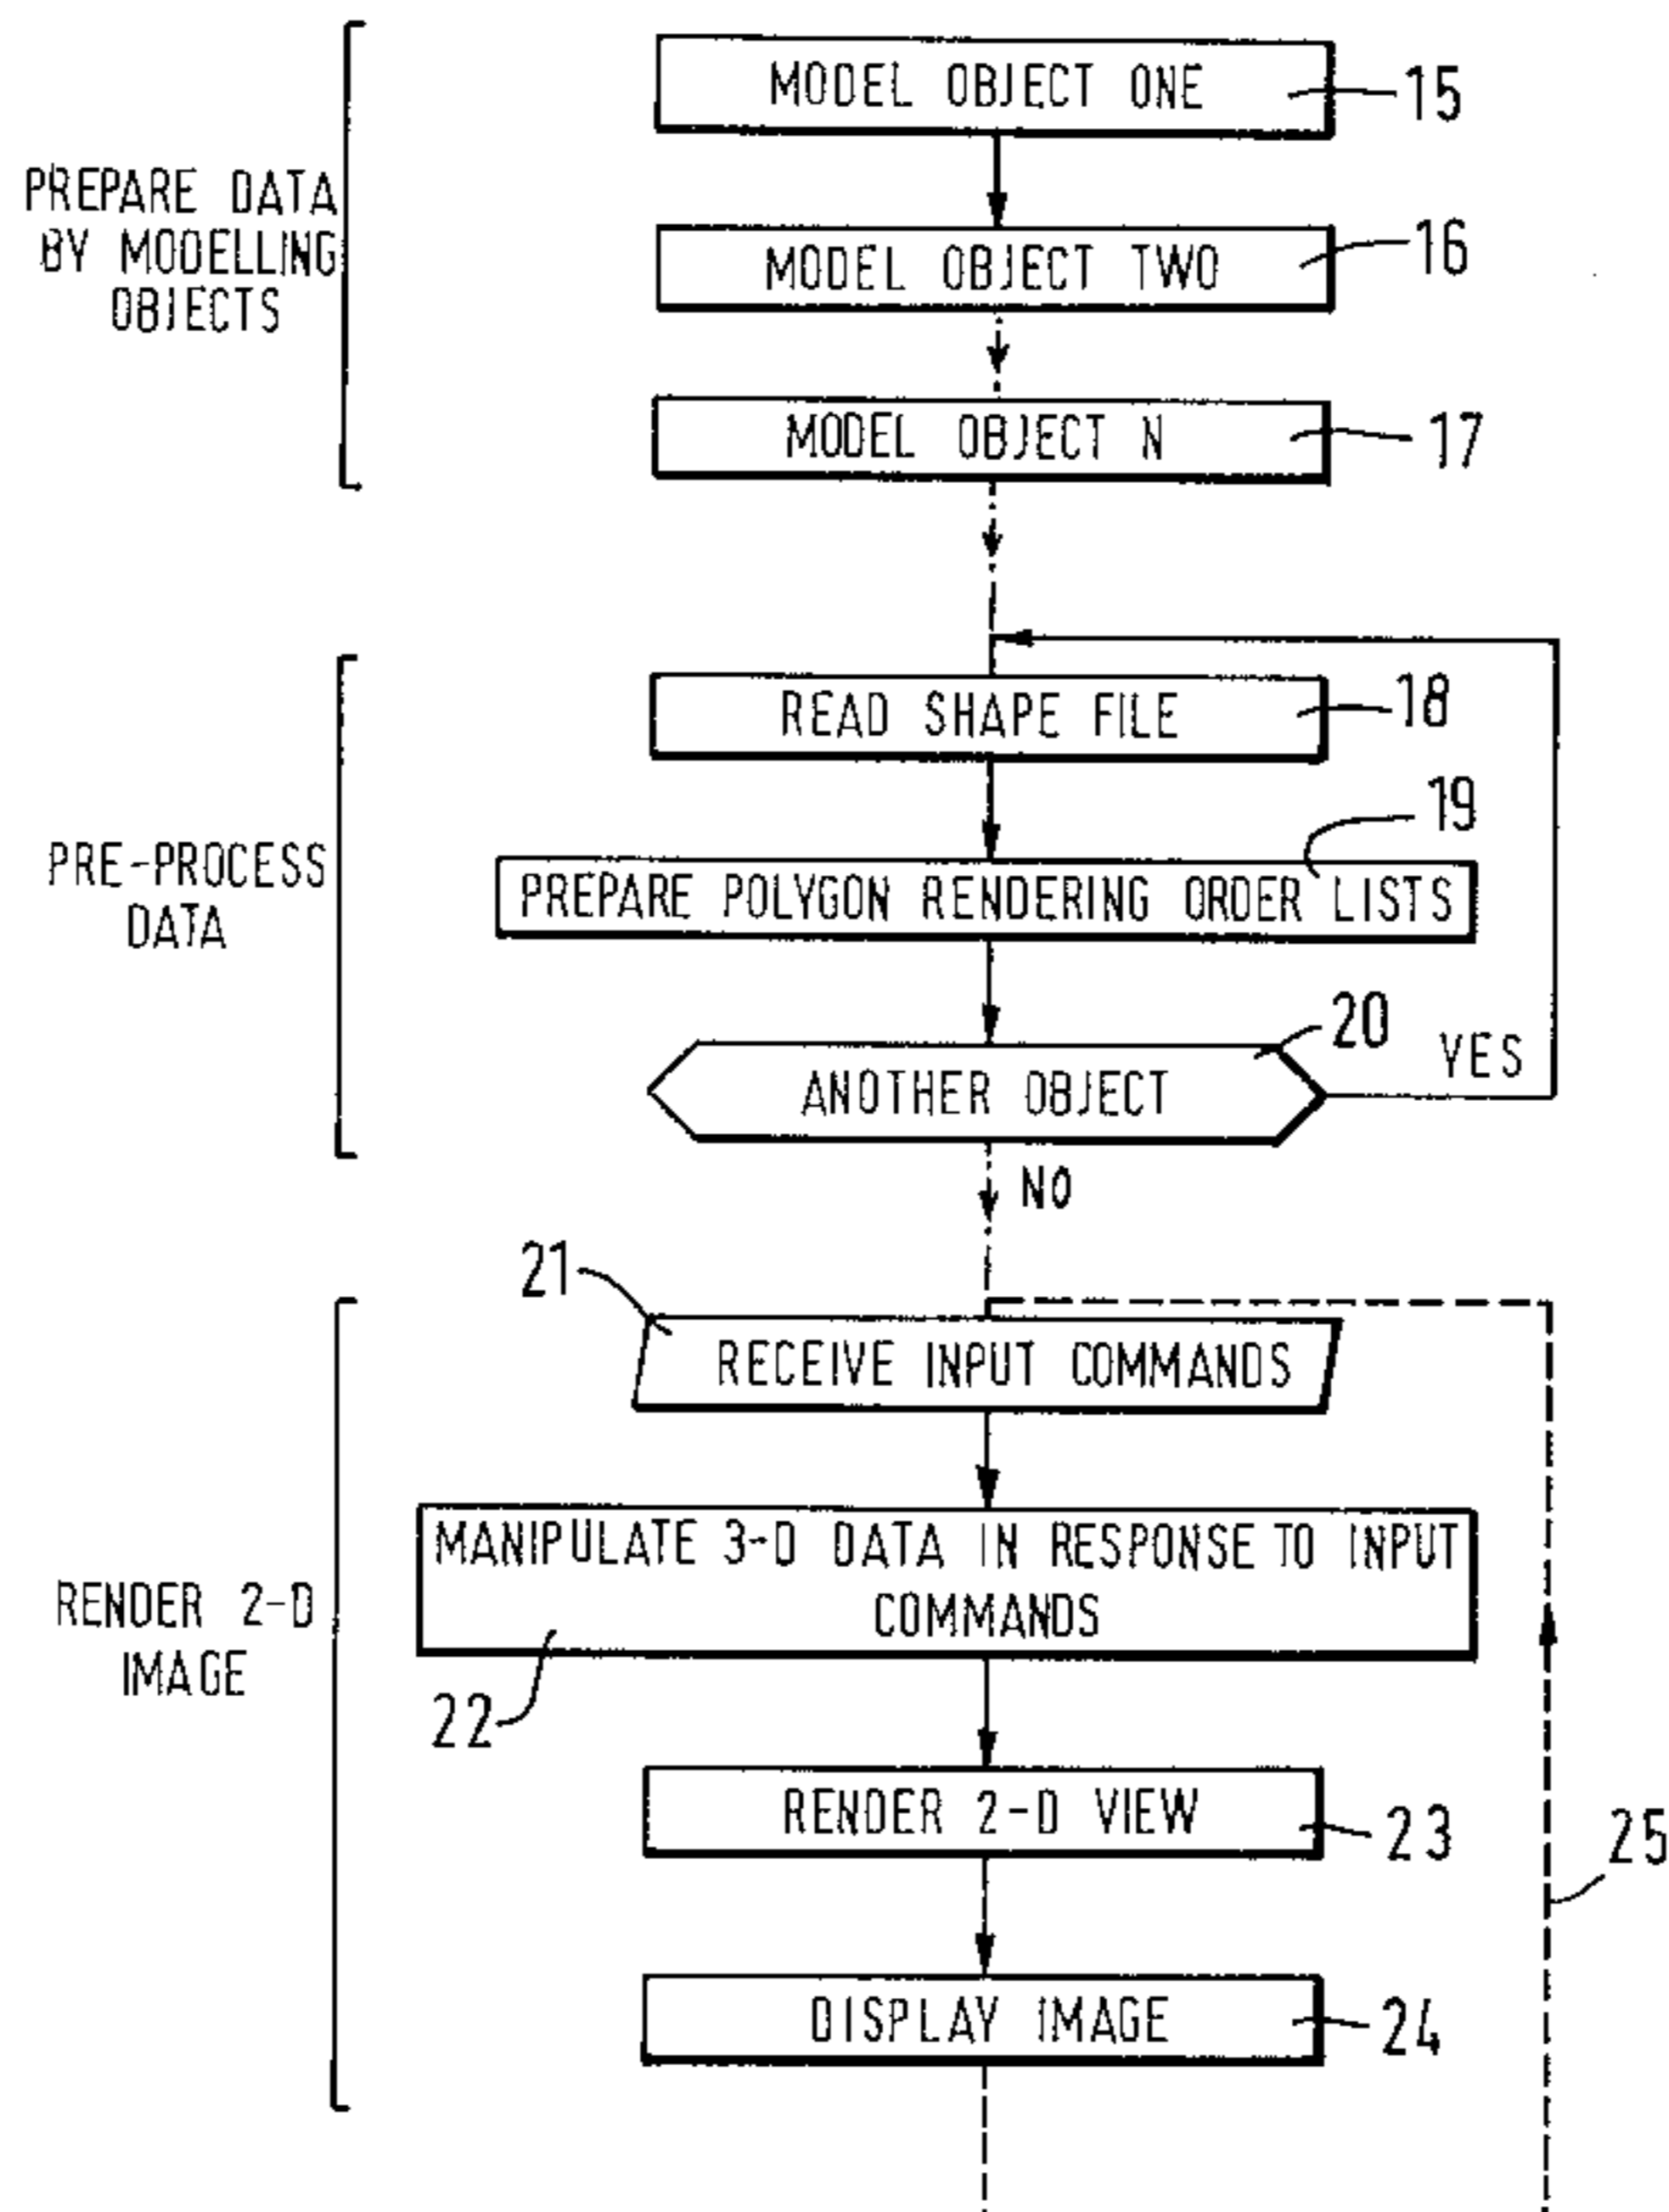 MODEL OBJECT ONE
15
PREPARE DATA
BY MODELLING
OBJECTS
MODEL OBJECT TWO
16
MODEL OBJECT N
17
READ SHAPE FILE
18
PRE-PROCESS
DATA
19
PREPARE POLYGON RENDERING ORDER LISTS
20
ANOTHER OBJECT
YES
NO
21
RECEIVE INPUT COMMANDS
RENDER 2-D
IMAGE
MANIPULATE 3-D DATA IN RESPONSE TO INPUT
COMMANDS
22
RENDER 2-D VIEW
23
25
DISPLAY IMAGE
24